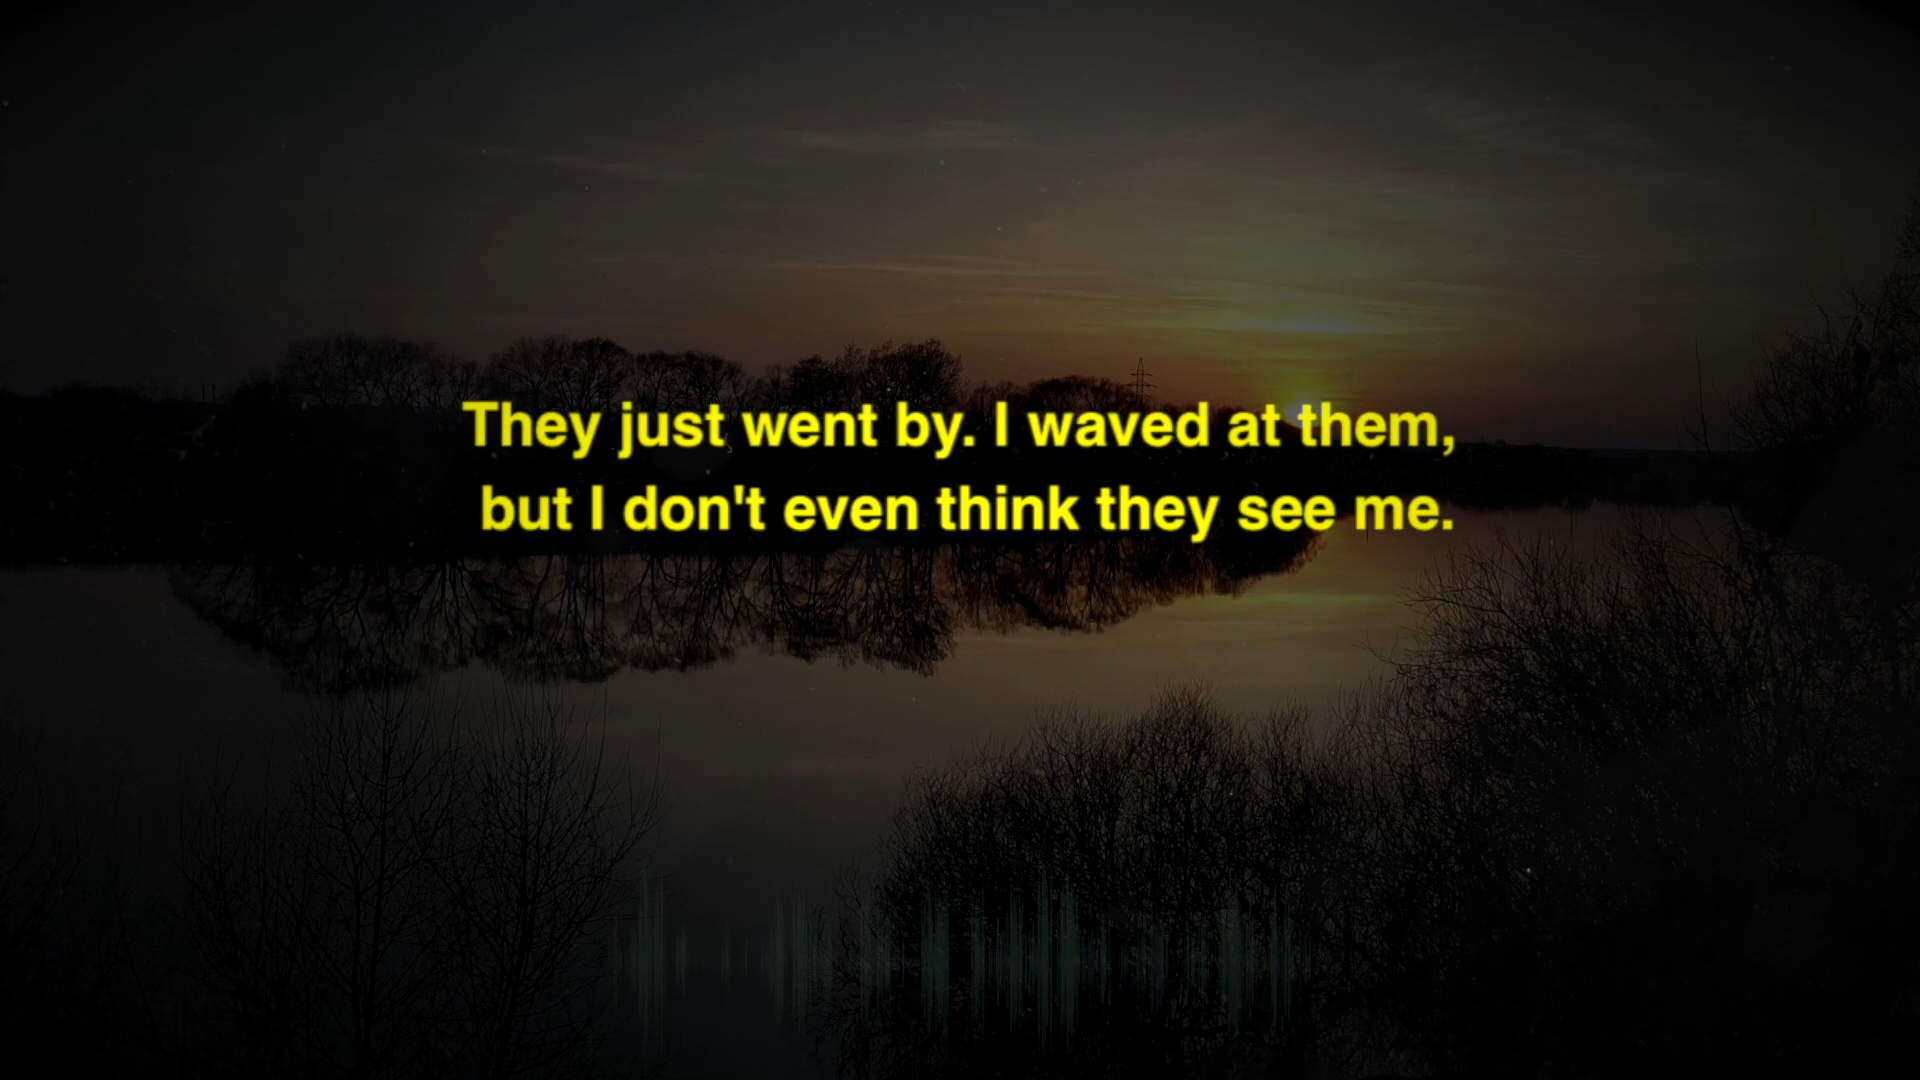 They just went by. I waved at them,
but I don't even think they see me.